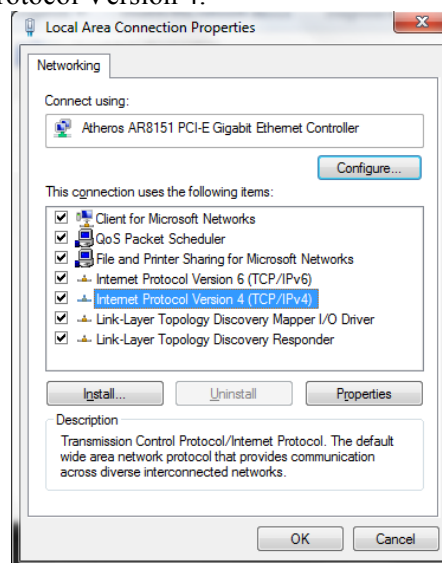 rotocol Version 4.
Local Area Connection Properties
Networking
Connect using:
Atheros AR8151 PCI-E Gigabit Ethernet Controller
Configure...
This connection uses the following items:
Client for Microsoft Networks
QoS Packet Scheduler
File and Printer Sharing for Microsoft Networks
Internet Protocol Version 6 (TCP/IPv6)
Internet Protocol Version 4 (TCP/IPv4)
Link-Layer Topology Discovery Mapper I/O Driver
Link-Layer Topology Discovery Responder
Install... Uninstall Properties
Description
Transmission Control Protocol/Internet Protocol. The default
wide area network protocol that provides communication
across diverse interconnected networks.
OK Cancel